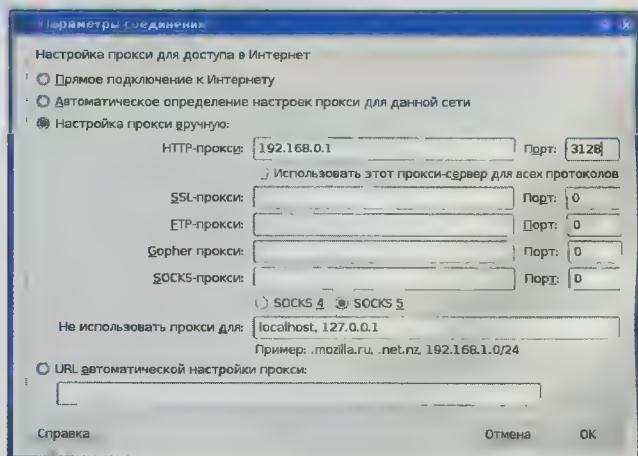 Параметры соединения
Настройка прокси для доступа в Интернет
Прямое подключение к Интернету
Автоматическое определение настроек прокси для данной сети
Настройка прокси вручную:
HTTP-прокси: 192.168.0.1 Порт: 3128
Использовать этот прокси-сервер для всех протоколов
SSL-прокси: Порт: 0
FTP-прокси: Порт: 0
Gopher прокси: Порт: 0
SOCKS-прокси: Порт: 0
SOCKS 4 SOCKS 5
Не использовать прокси для: localhost, 127.0.0.1
Пример: .mozilla.ru, .net.nz, 192.168.1.0/24
URL автоматической настройки прокси:
Справка Отмена OK